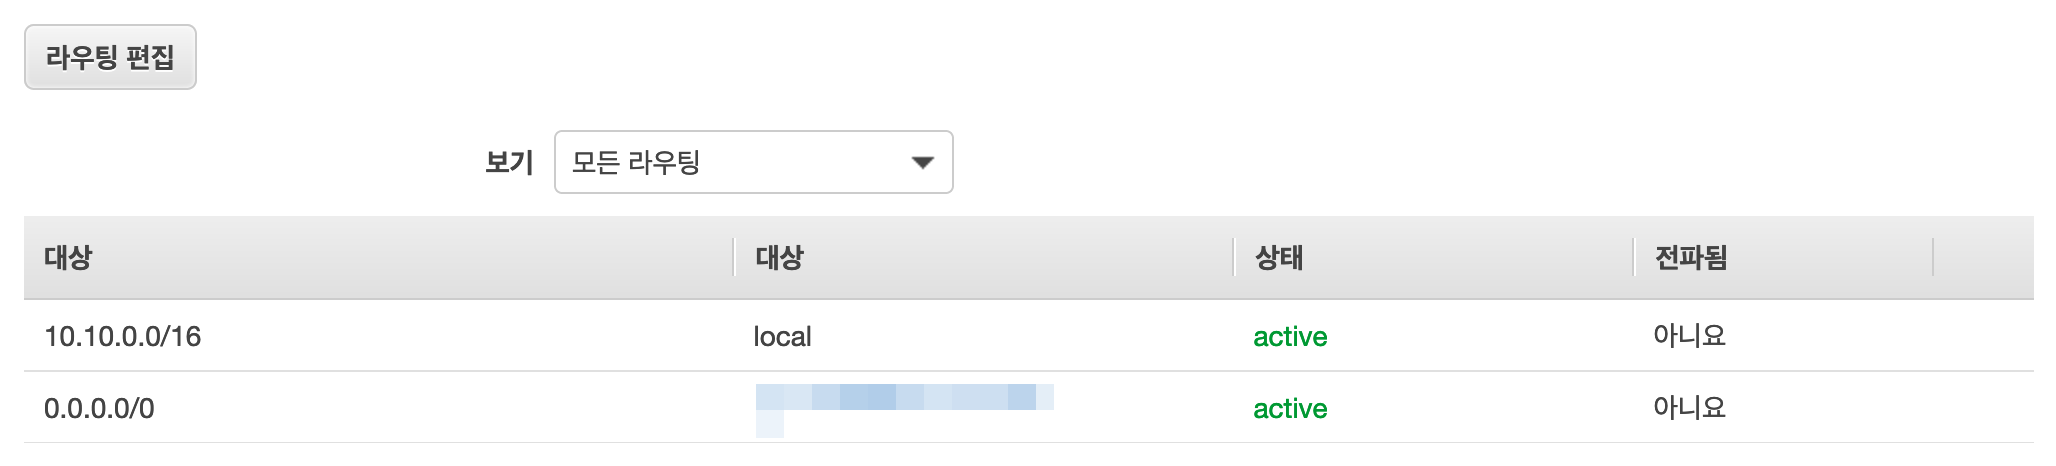 라우팅 편집
보기 모든 라우팅
대상 대상 상태 전파됨
10.10.0.0/16 local active 아니요
0.0.0.0/0 active 아니요